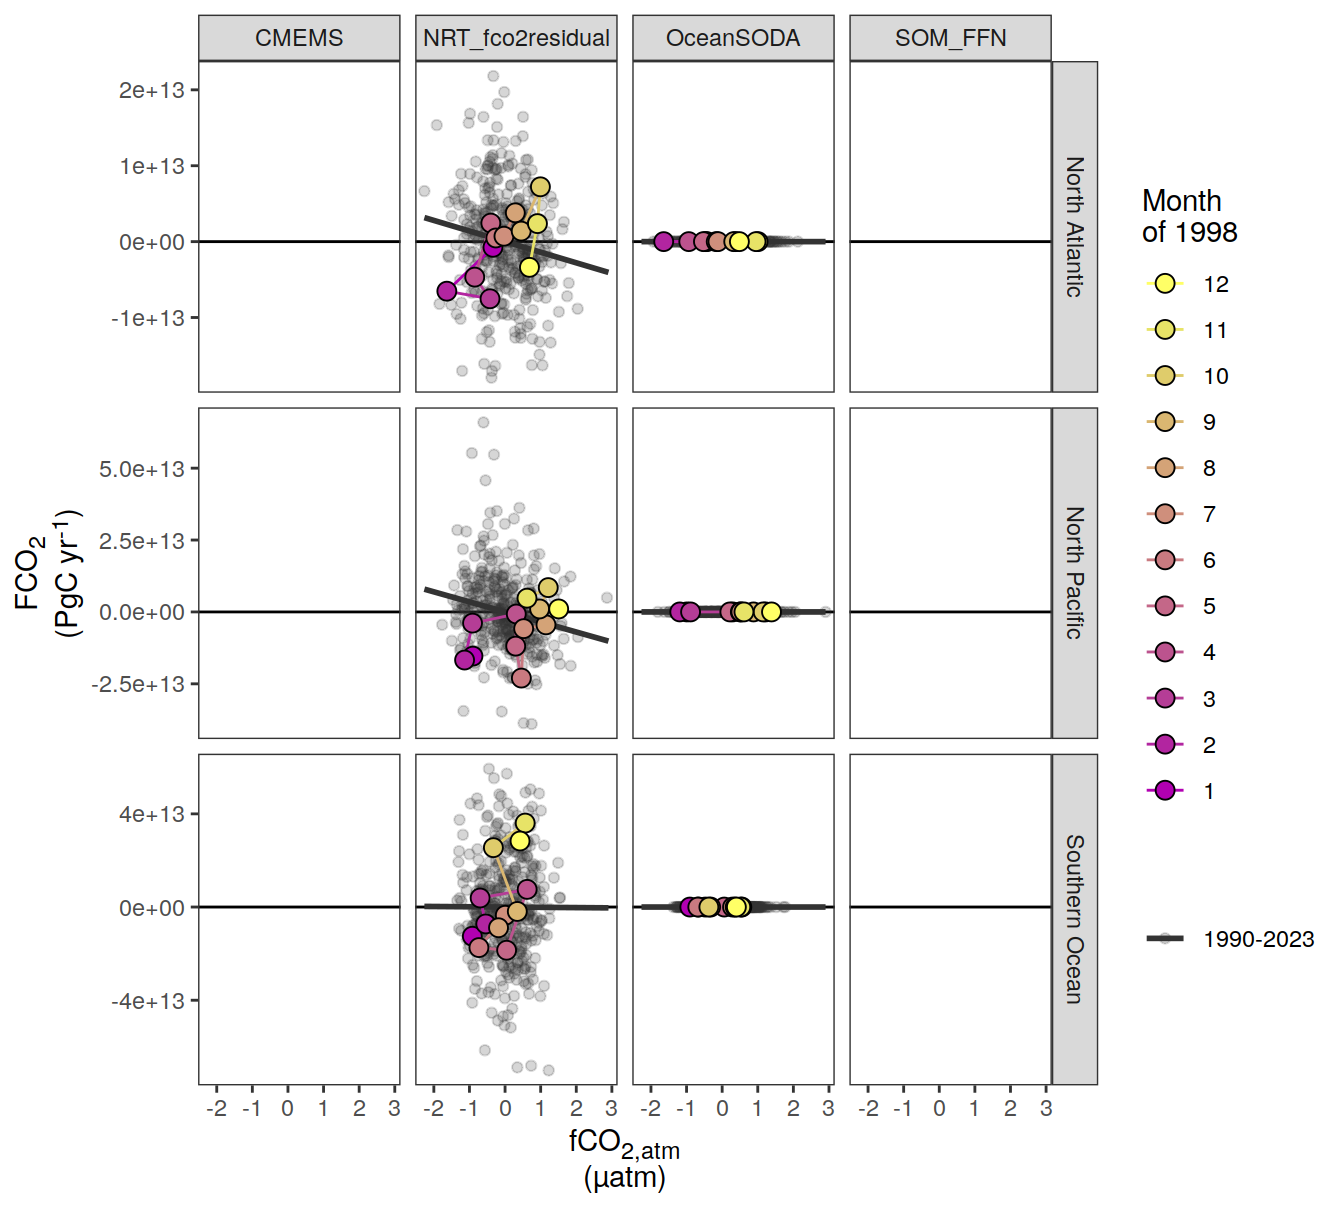 CMEMS NRT_fco2residual OceanSODA SOM_FFN
2e+13
1e+13
0e+00
-1e+13
North Atlantic
5.0e+13
2.5e+13
0.0e+00
-2.5e+13
North Pacific
4e+13
0e+00
-4e+13
Southern Ocean
FCO₂
(PgC yr⁻¹)
-2 -1 0 1 2 3 -2 -1 0 1 2 3 -2 -1 0 1 2 3 -2 -1 0 1 2 3
fCO₂,atm
(µatm)
Month
of 1998
12
11
10
9
8
7
6
5
4
3
2
1
1990-2023